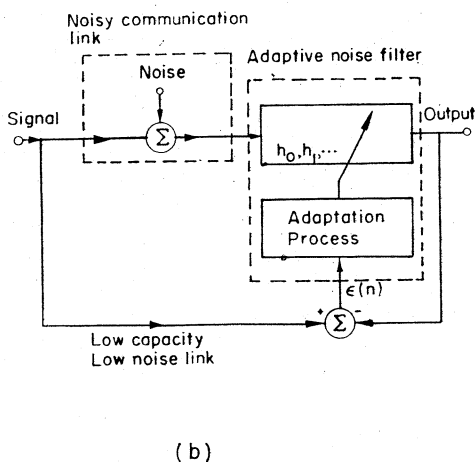 Noisy communication
link
Adaptive noise filter
Noise
Signal
Output
Σ
h₀, h₁, ···
Adaptation
Process
ϵ(n)
+
Σ
−
Low capacity
Low noise link
(b)